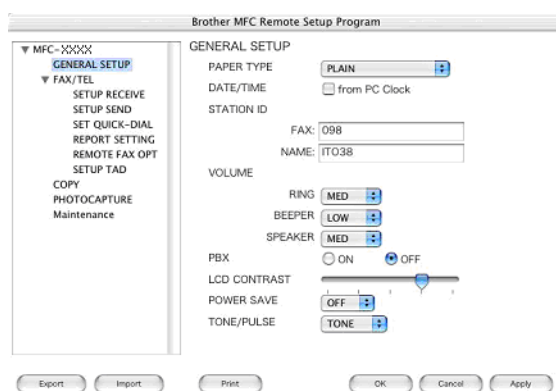 Brother MFC Remote Setup Program
MFC-XXXX
GENERAL SETUP
FAX/TEL
SETUP RECEIVE
SETUP SEND
SET QUICK-DIAL
REPORT SETTING
REMOTE FAX OPT
SETUP TAD
COPY
PHOTOCAPTURE
Maintenance
GENERAL SETUP
PAPER TYPE PLAIN
DATE/TIME from PC Clock
STATION ID
FAX: 098
NAME: ITO38
VOLUME
RING MED
BEEPER LOW
SPEAKER MED
PBX ON OFF
LCD CONTRAST
POWER SAVE OFF
TONE/PULSE TONE
Export Import Print OK Cancel Apply